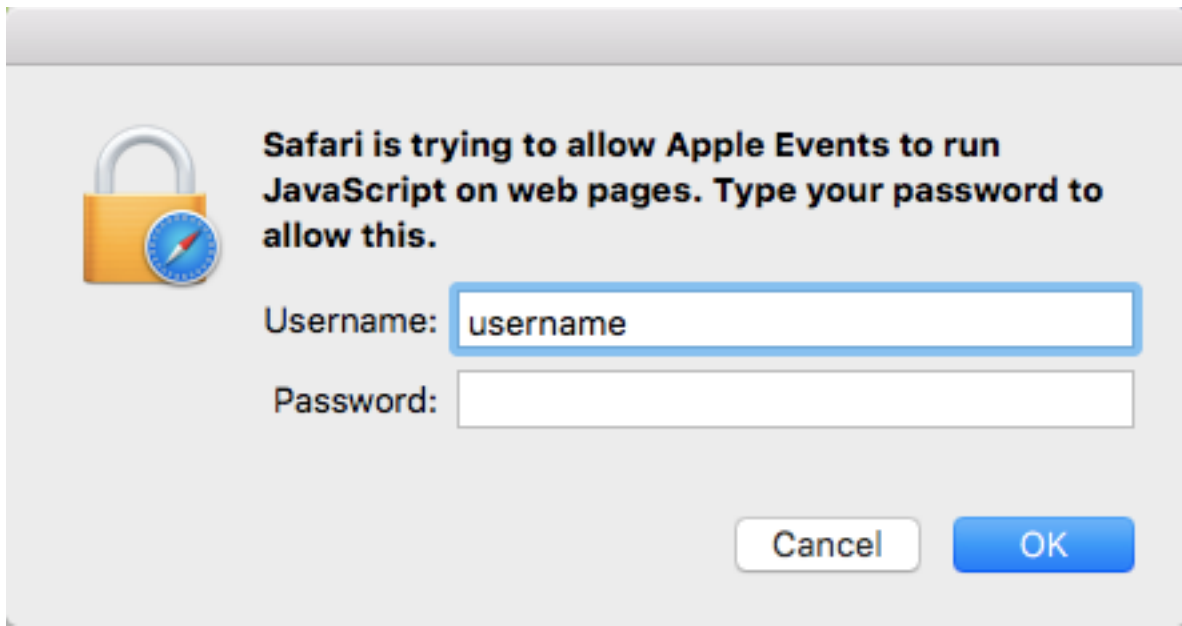 Safari is trying to allow Apple Events to run
JavaScript on web pages. Type your password to
allow this.
Username: username
Password:
Cancel OK